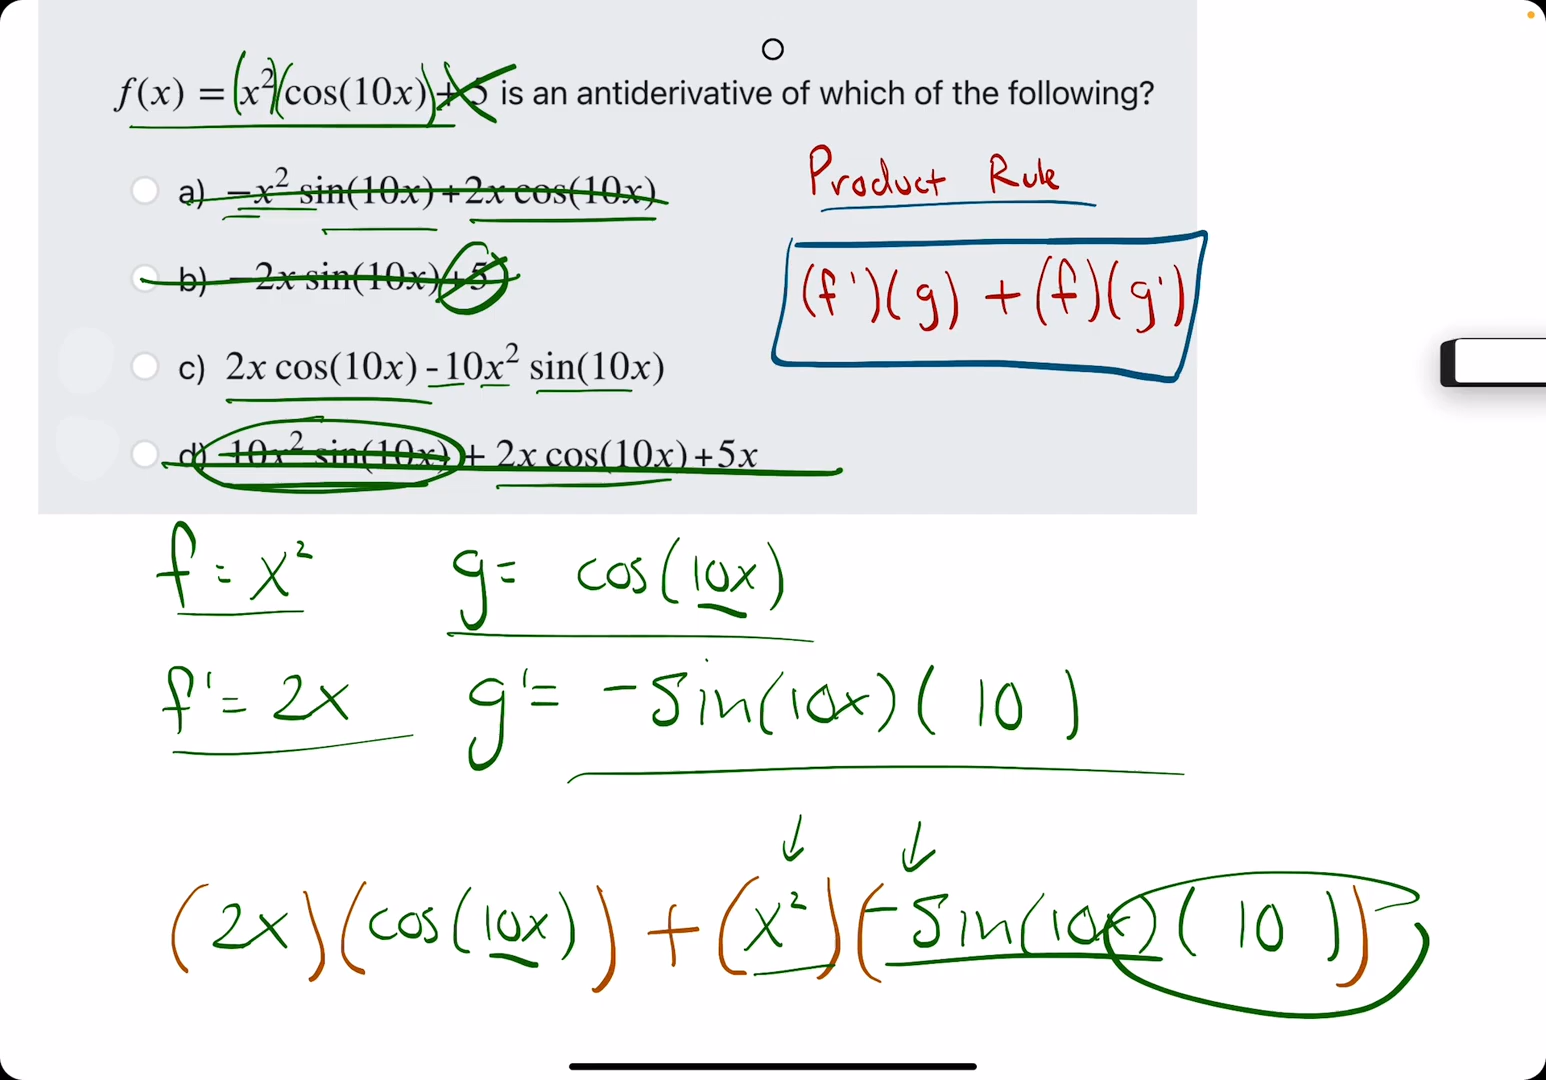 f(x) = (x²)(cos(10x)) + 5 is an antiderivative of which of the following?
a) −x² sin(10x) + 2x cos(10x)
b) −2x sin(10x) + 5
c) 2x cos(10x) - 10x² sin(10x)
d) 10x² sin(10x) + 2x cos(10x) + 5x
Product Rule
(f')(g) + (f)(g')
f = x² g = cos(10x)
f' = 2x g' = -sin(10x)( 10 )
(2x)(cos(10x)) + (x²)(-sin(10x)( 10 ))